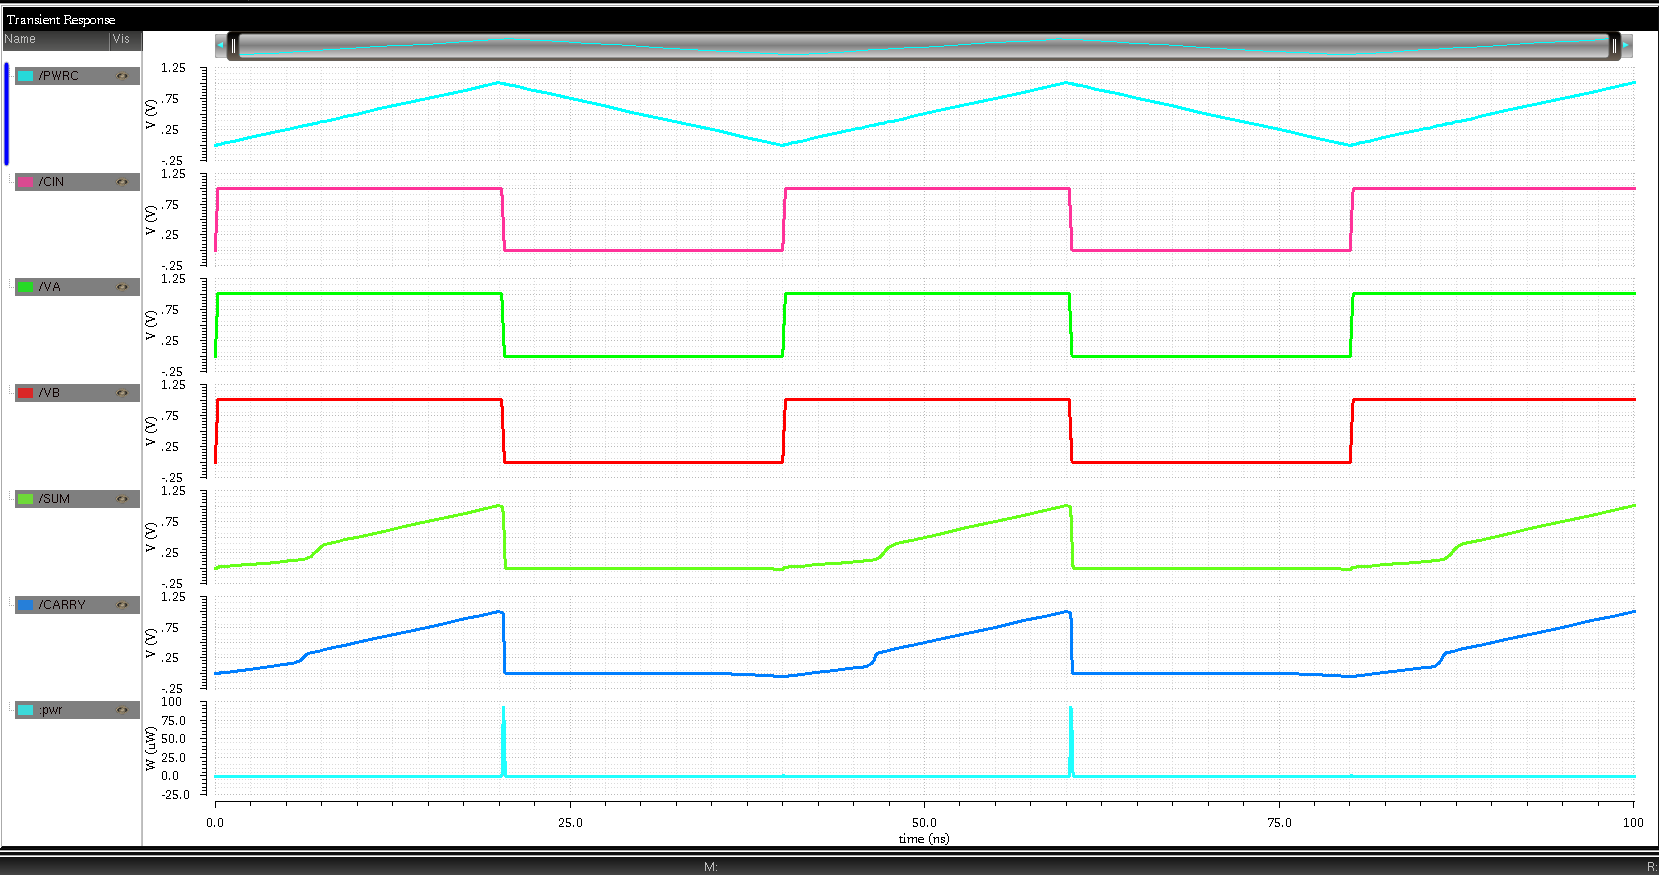 Transient Response
Name Vis
/PWRC
1.25
.75
.25
-.25
V (V)
/CIN
1.25
.75
.25
-.25
V (V)
/VA
1.25
.75
.25
-.25
V (V)
/VB
1.25
.75
.25
-.25
V (V)
/SUM
1.25
.75
.25
-.25
V (V)
/CARRY
1.25
.75
.25
-.25
V (V)
:pwr
100
75.0
50.0
25.0
0.0
-25.0
W (uW)
0.0 25.0 50.0 75.0 100
time (ns)
M: R: